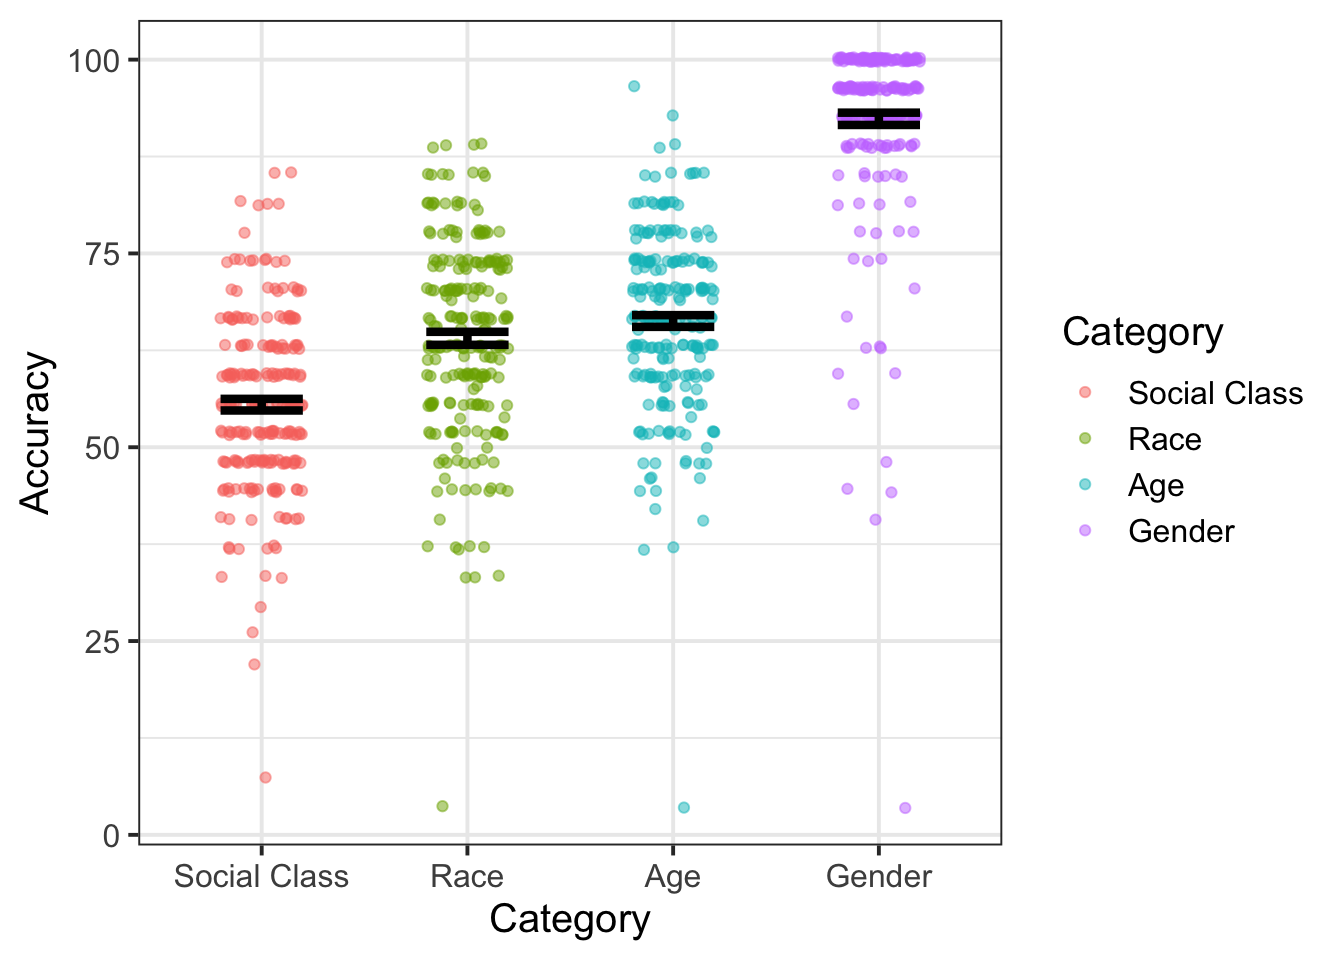 Accuracy
100
75
50
25
0
Social Class
Race
Age
Gender
Category
Category
Social Class
Race
Age
Gender